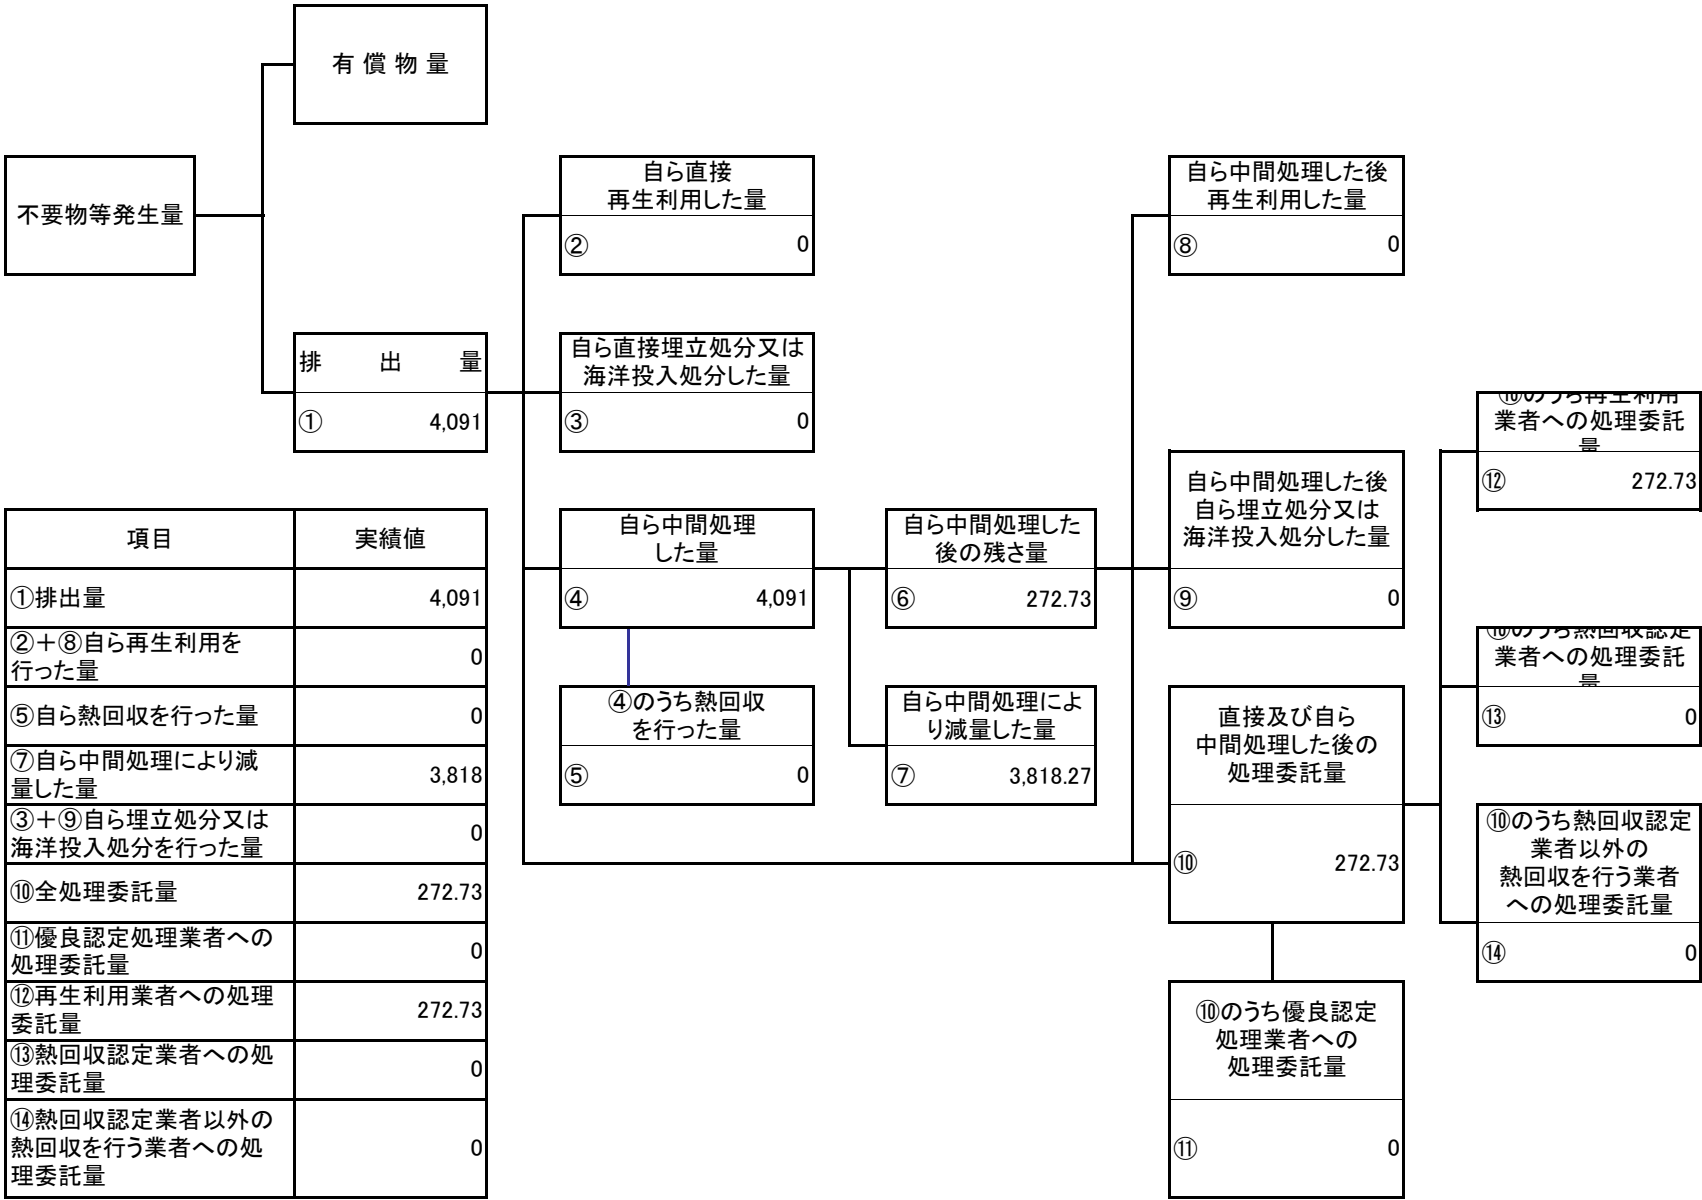 有 償 物 量
不要物等発生量
自ら直接
再生利用した量
② 0
自ら中間処理した後
再生利用した量
⑧ 0
排 出 量
① 4,091
自ら直接埋立処分又は
海洋投入処分した量
③ 0
⑩のうち再生利用
業者への処理委託
量
⑫ 272.73
自ら中間処理した後
自ら埋立処分又は
海洋投入処分した量
⑨ 0
自ら中間処理
した量
④ 4,091
自ら中間処理した
後の残さ量
⑥ 272.73
⑩のうち熱回収認定
業者への処理委託
量
⑬ 0
④のうち熱回収
を行った量
⑤ 0
自ら中間処理によ
り減量した量
⑦ 3,818.27
直接及び自ら
中間処理した後の
処理委託量
⑩ 272.73
⑩のうち熱回収認定
業者以外の
熱回収を行う業者
への処理委託量
⑭ 0
⑩のうち優良認定
処理業者への
処理委託量
⑪ 0
項目 実績値
①排出量 4,091
②＋⑧自ら再生利用を
行った量 0
⑤自ら熱回収を行った量 0
⑦自ら中間処理により減
量した量 3,818
③＋⑨自ら埋立処分又は
海洋投入処分を行った量 0
⑩全処理委託量 272.73
⑪優良認定処理業者への
処理委託量 0
⑫再生利用業者への処理
委託量 272.73
⑬熱回収認定業者への処
理委託量 0
⑭熱回収認定業者以外の
熱回収を行う業者への処
理委託量 0